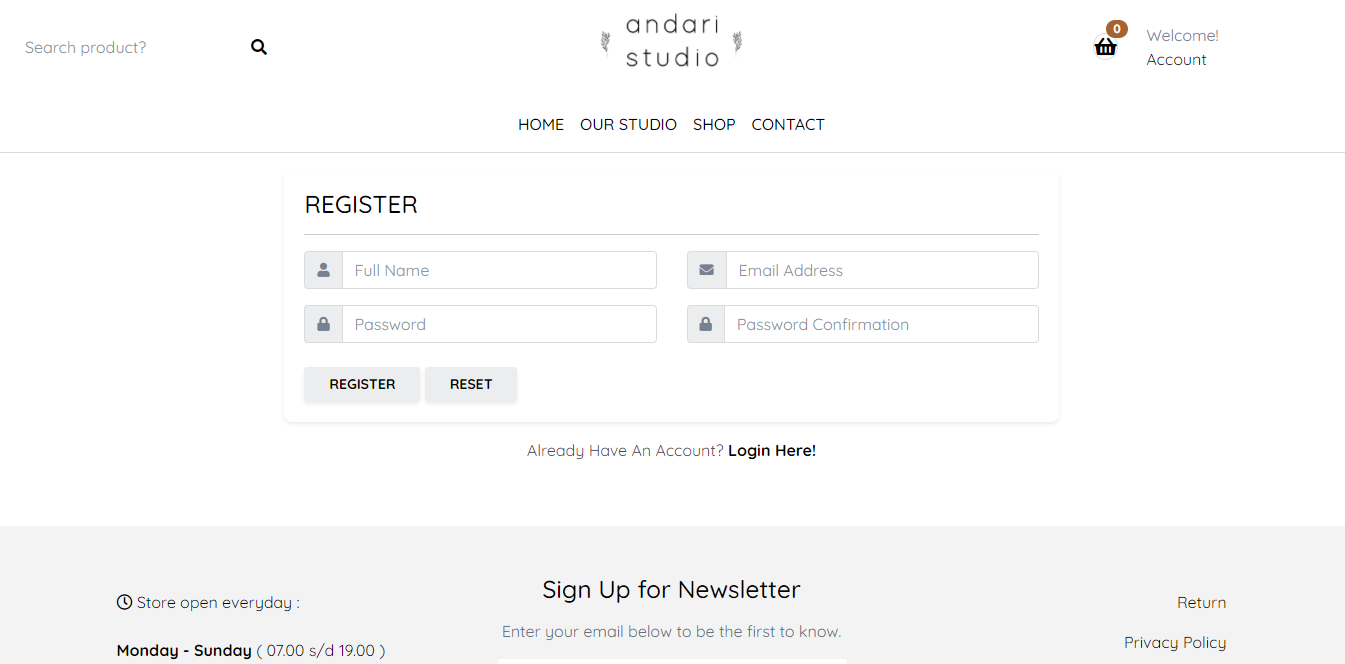 Search product?
andari
studio
0
Welcome!
Account
HOME OUR STUDIO SHOP CONTACT
REGISTER
Full Name
Email Address
Password
Password Confirmation
REGISTER RESET
Already Have An Account? Login Here!
Store open everyday :
Monday - Sunday ( 07.00 s/d 19.00 )
Sign Up for Newsletter
Enter your email below to be the first to know.
Return
Privacy Policy